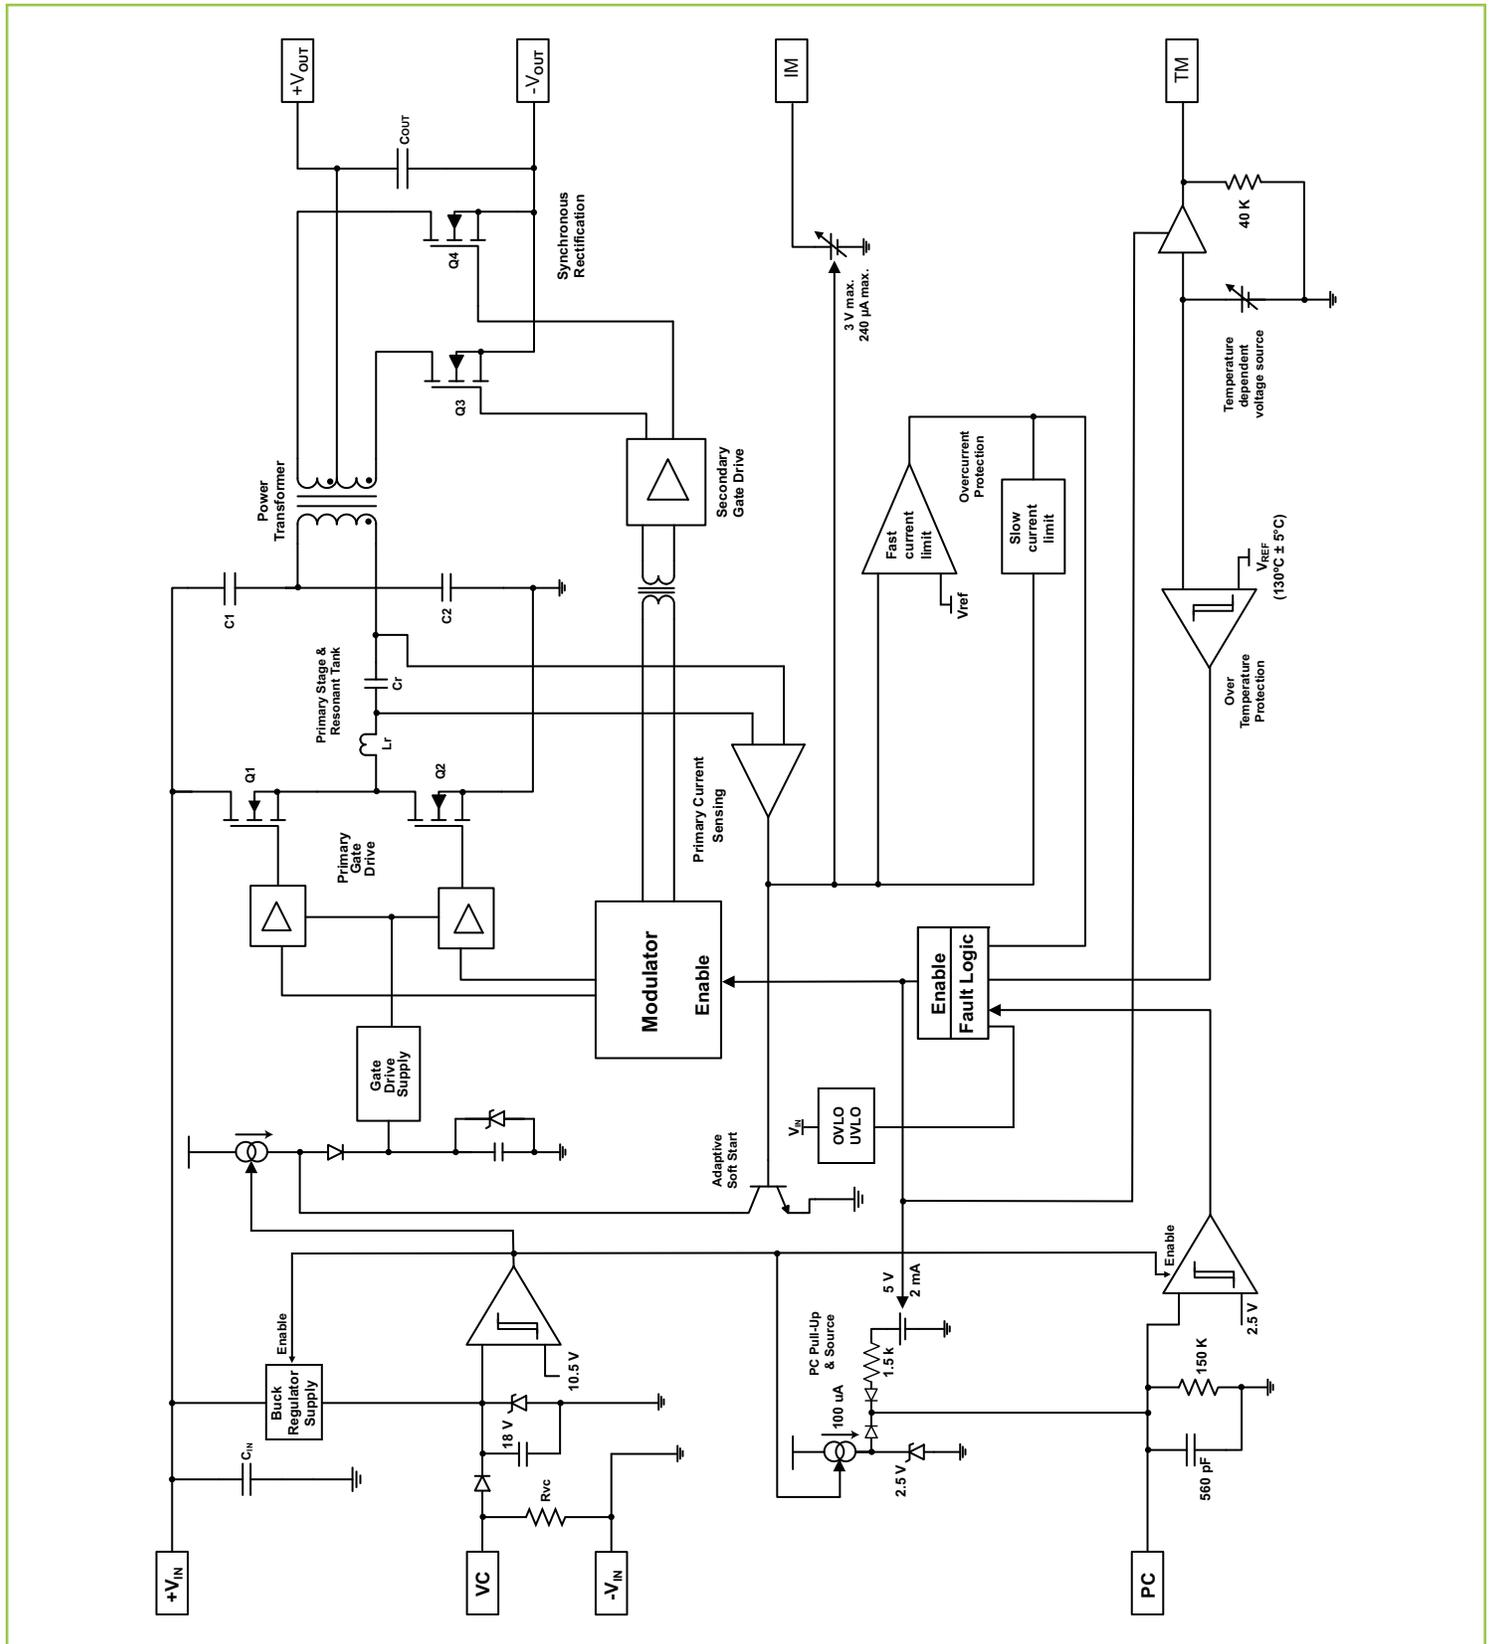 +VOUT
-VOUT
IM
TM
COUT
Synchronous
Rectification
Q4
Q3
3 V max.
240 µA max.
40 K
Temperature
dependent
voltage source
Power
Transformer
Secondary
Gate Drive
Overcurrent
Protection
Fast
current
limit
Slow
current
limit
Vref
VREF
(130°C ± 5°C)
Over
Temperature
Protection
C1
C2
Primary Stage &
Resonant Tank
Cr
Lr
Q1
Q2
Primary
Gate
Drive
Primary Current
Sensing
Modulator
Enable
Enable
Fault Logic
Gate
Drive
Supply
VIN
OVLO
UVLO
Adaptive
Soft Start
Enable
Buck
Regulator
Supply
10.5 V
18 V
CIN
Rvc
5 V
2 mA
PC Pull-Up
& Source
1.5 k
100 uA
2.5 V
Enable
2.5 V
150 K
560 pF
+VIN
VC
-VIN
PC